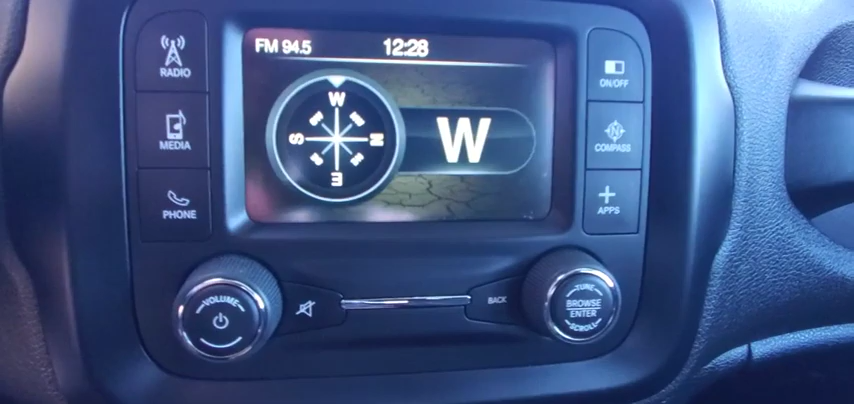 FM 94.5
12:28
RADIO
MEDIA
PHONE
W
S
N
E
W
ON/OFF
N
COMPASS
APPS
VOLUME
BACK
TUNE
BROWSE
ENTER
SCROLL